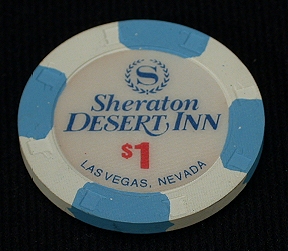 S
Sheraton
DESERT INN
$1
LAS VEGAS, NEVADA